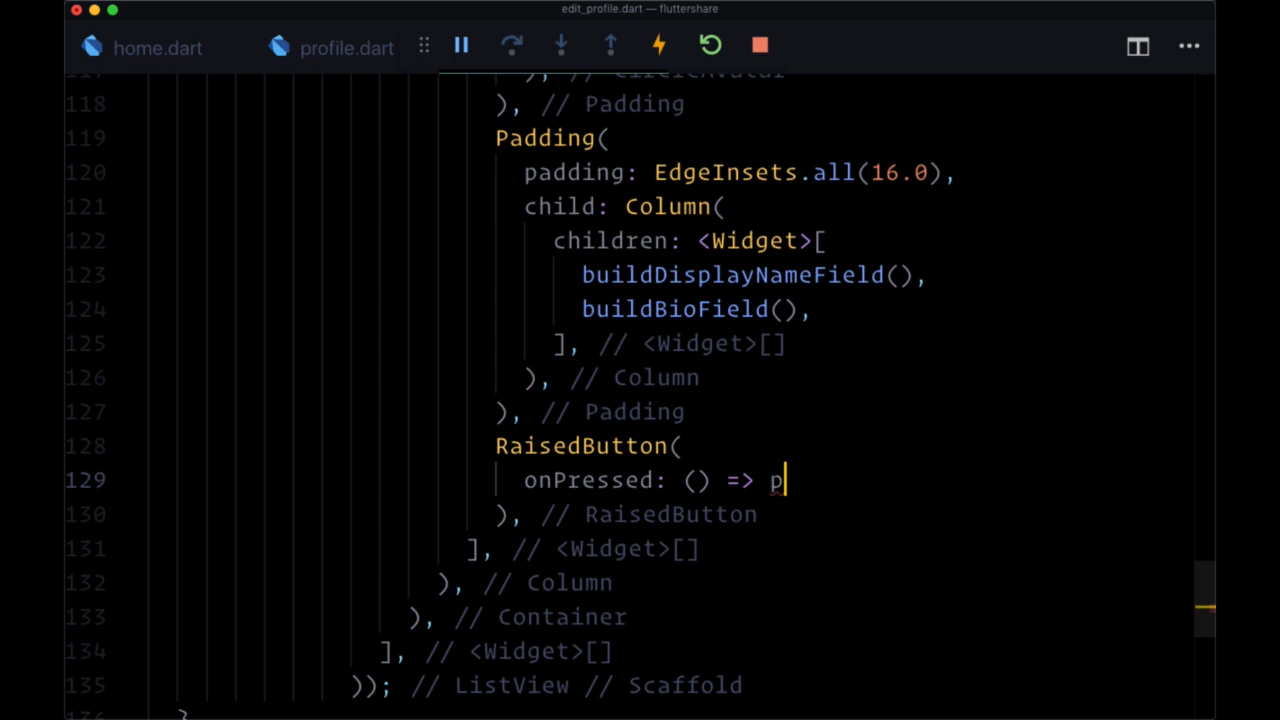 edit_profile.dart — fluttershare
home.dart
profile.dart
118 ), // Padding
119 Padding(
120 padding: EdgeInsets.all(16.0),
121 child: Column(
122 children: <Widget>[
123 buildDisplayNameField(),
124 buildBioField(),
125 ], // <Widget>[]
126 ), // Column
127 ), // Padding
128 RaisedButton(
129 onPressed: () => p
130 ), // RaisedButton
131 ], // <Widget>[]
132 ), // Column
133 ), // Container
134 ], // <Widget>[]
135 )); // ListView // Scaffold